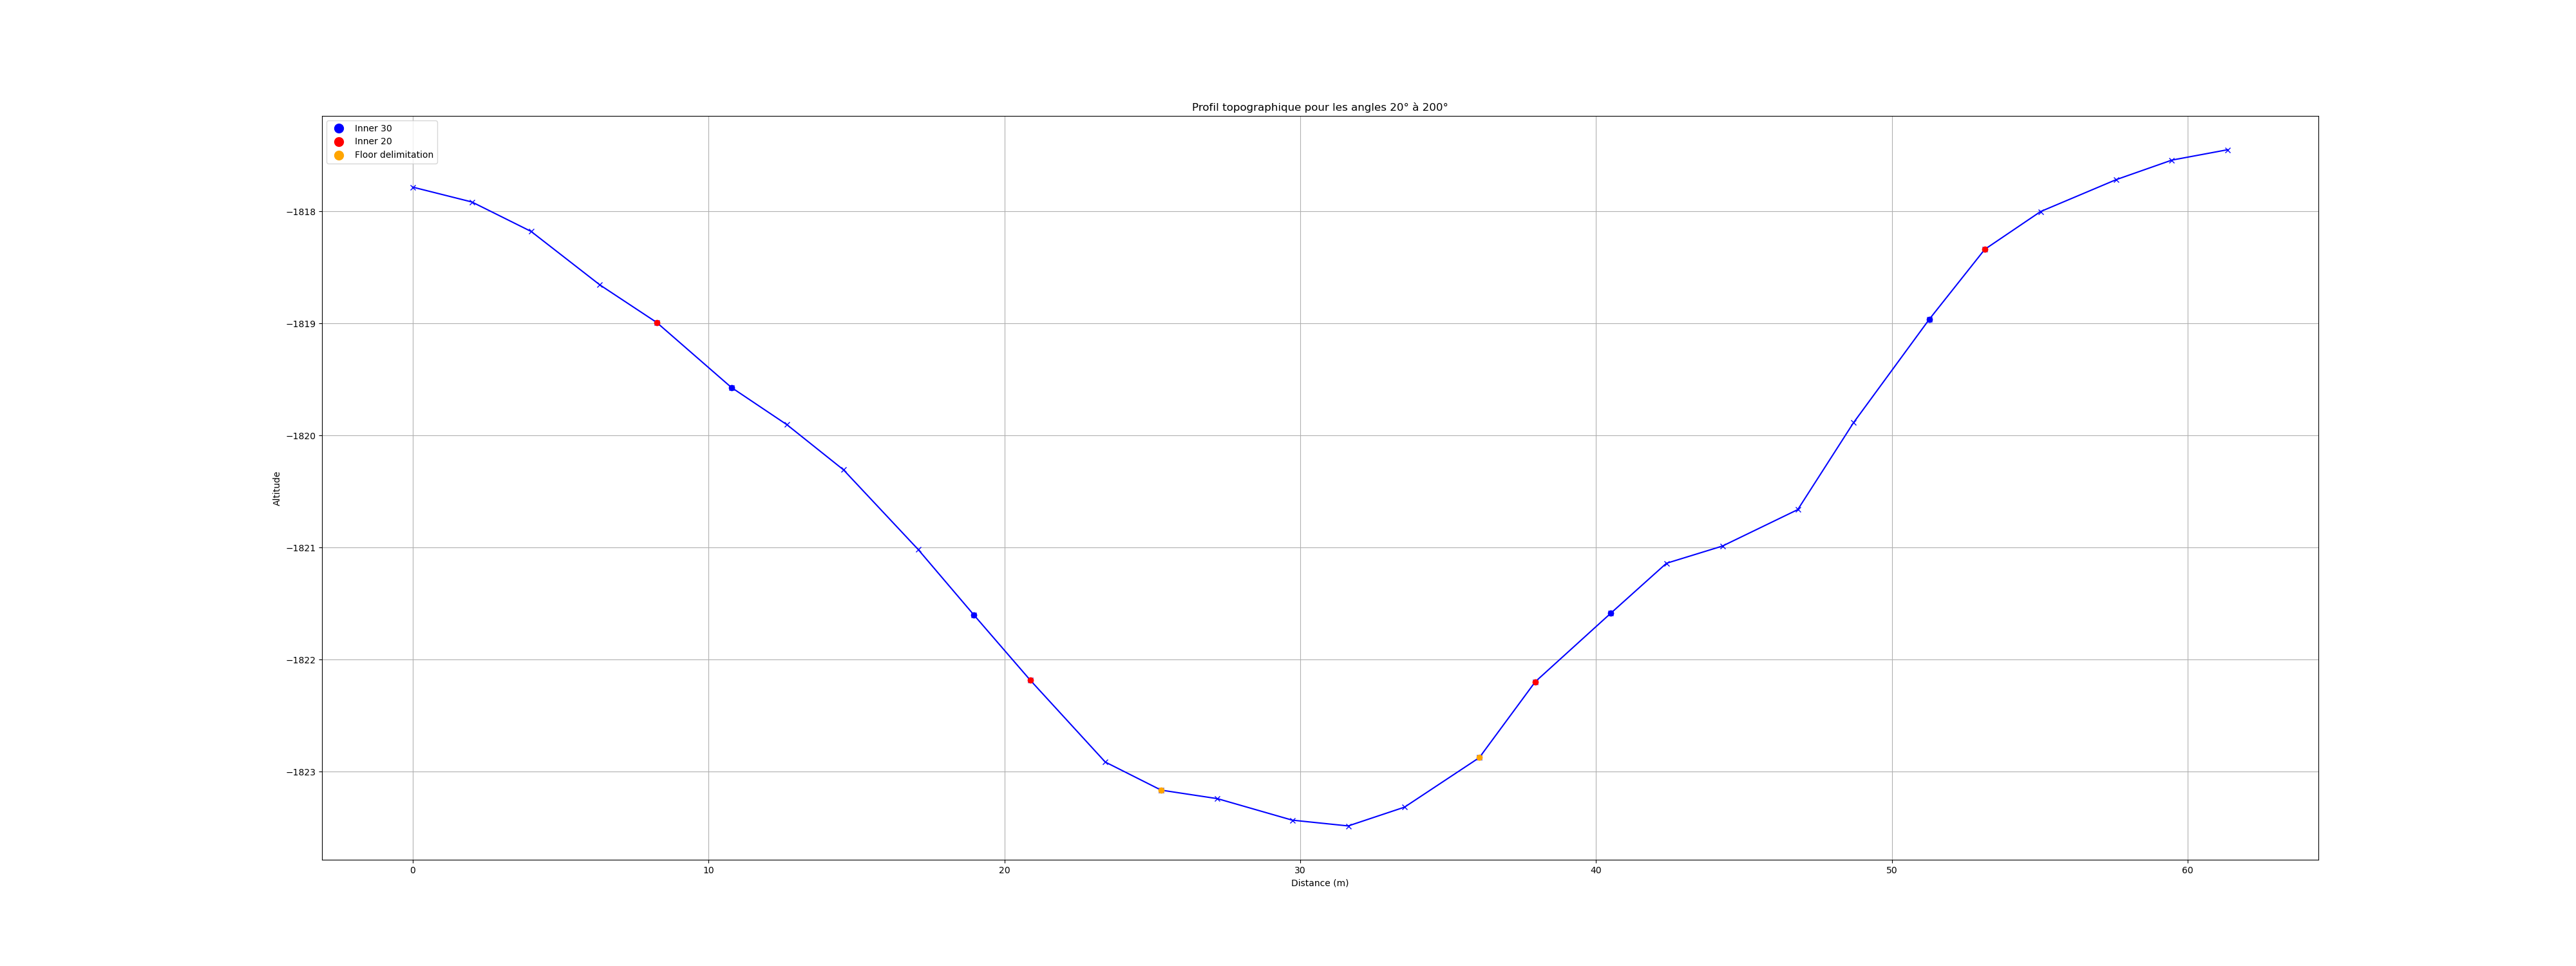 Profil topographique pour les angles 20° à 200°
Inner 30
Inner 20
Floor delimitation
−1818
−1819
−1820
−1821
−1822
−1823
Altitude
0 10 20 30 40 50 60
Distance (m)